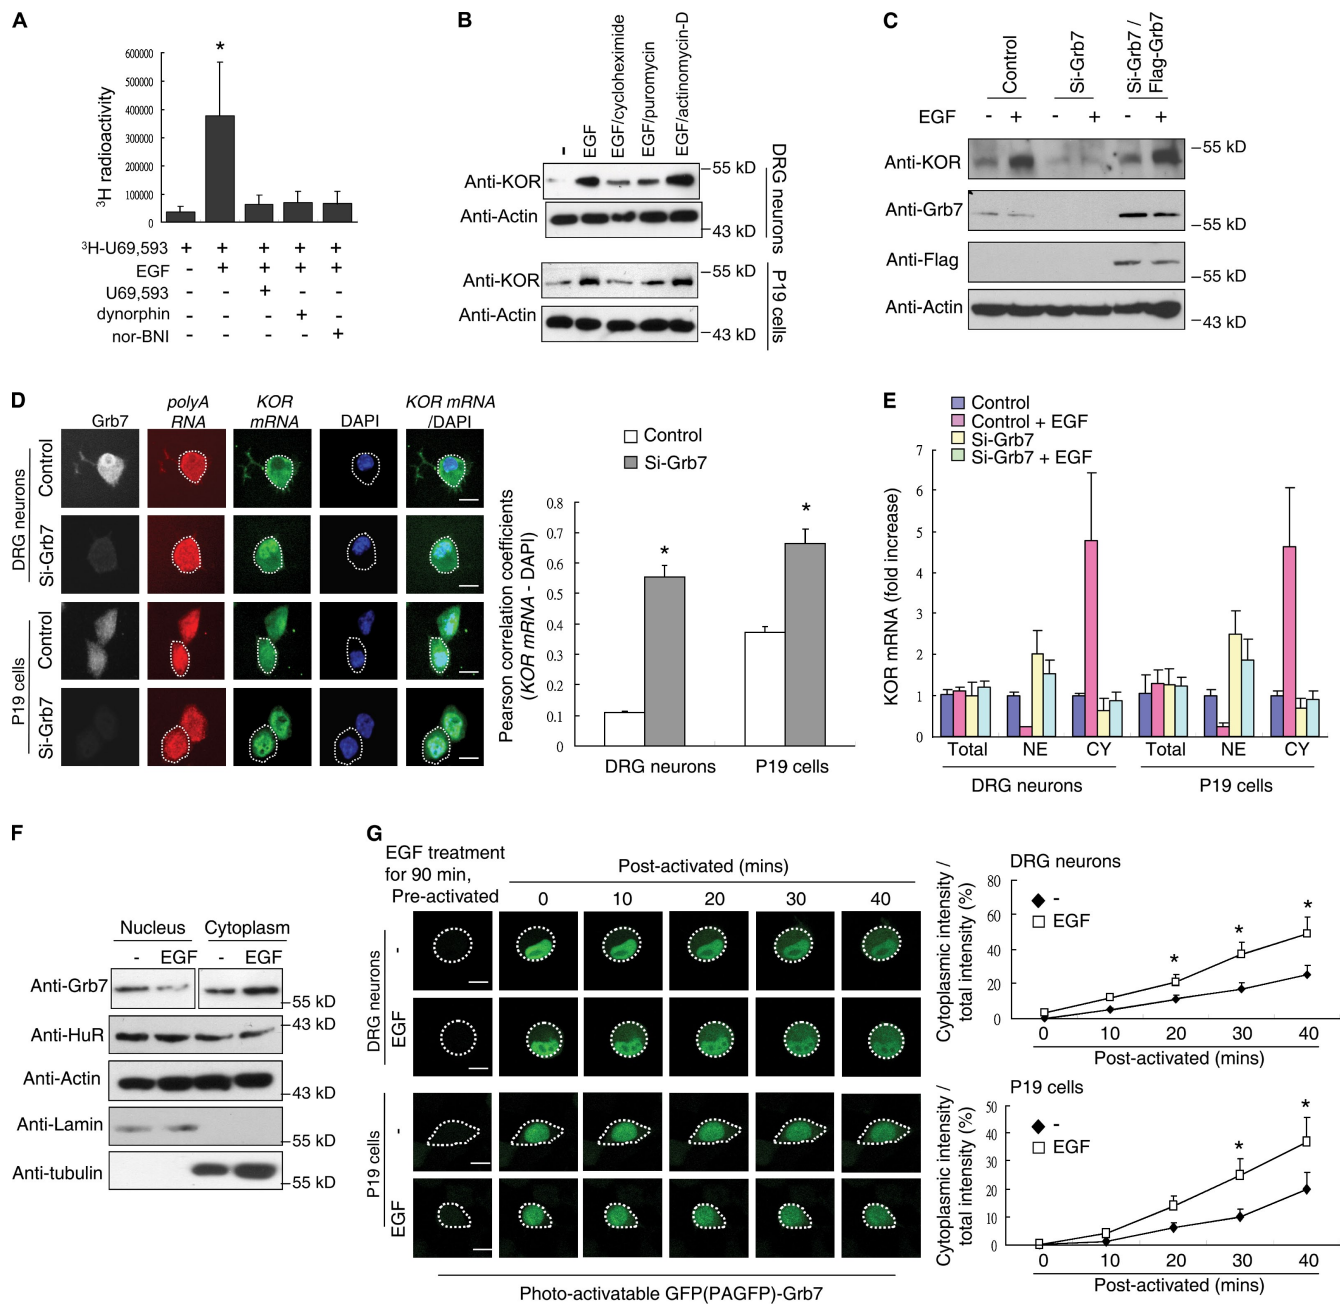 A
³H radioactivity
600000
500000
400000
300000
200000
100000
0
*
³H-U69,593 + + + + +
EGF - + + + +
U69,593 - - + - -
dynorphin - - - + -
nor-BNI - - - - +
B
- EGF EGF/cycloheximide EGF/puromycin EGF/actinomycin-D
Anti-KOR
55 kD
Anti-Actin
43 kD
DRG neurons
Anti-KOR
55 kD
Anti-Actin
43 kD
P19 cells
C
Control Si-Grb7 Si-Grb7 / Flag-Grb7
EGF - + - + - +
Anti-KOR
55 kD
Anti-Grb7
55 kD
Anti-Flag
55 kD
Anti-Actin
43 kD
D
Grb7 polyA RNA KOR mRNA DAPI KOR mRNA /DAPI
DRG neurons
Control
Si-Grb7
P19 cells
Control
Si-Grb7
Control
Si-Grb7
Pearson correlation coefficients
(KOR mRNA - DAPI)
0.8
0.7
0.6
0.5
0.4
0.3
0.2
0.1
0
*
*
DRG neurons P19 cells
E
Control
Control + EGF
Si-Grb7
Si-Grb7 + EGF
KOR mRNA (fold increase)
7
6
5
4
3
2
1
0
Total NE CY Total NE CY
DRG neurons P19 cells
F
Nucleus Cytoplasm
- EGF - EGF
Anti-Grb7
55 kD
Anti-HuR
43 kD
Anti-Actin
43 kD
Anti-Lamin
55 kD
Anti-tubulin
55 kD
G
EGF treatment
for 90 min,
Pre-activated
Post-activated (mins)
0 10 20 30 40
DRG neurons
-
EGF
P19 cells
-
EGF
Photo-activatable GFP(PAGFP)-Grb7
DRG neurons
Cytoplasmic intensity /
total intensity (%)
80
60
40
20
0
-
EGF
* * *
0 10 20 30 40
Post-activated (mins)
P19 cells
Cytoplasmic intensity /
total intensity (%)
50
40
30
20
10
0
-
EGF
* *
0 10 20 30 40
Post-activated (mins)